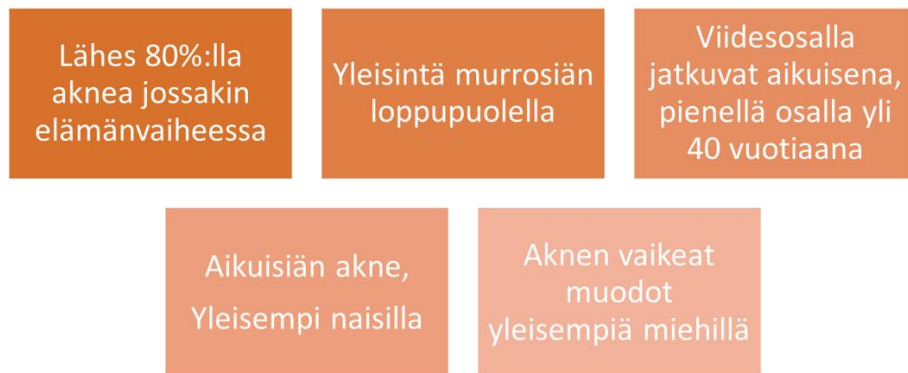 Lähes 80%:lla
aknea jossakin
elämänvaiheessa
Yleisintä murrosiän
loppupuolella
Viidesosalla
jatkuvat aikuisena,
pienellä osalla yli
40 vuotiaana
Aikuisiän akne,
Yleisempi naisilla
Aknen vaikeat
muodot
yleisempiä miehillä